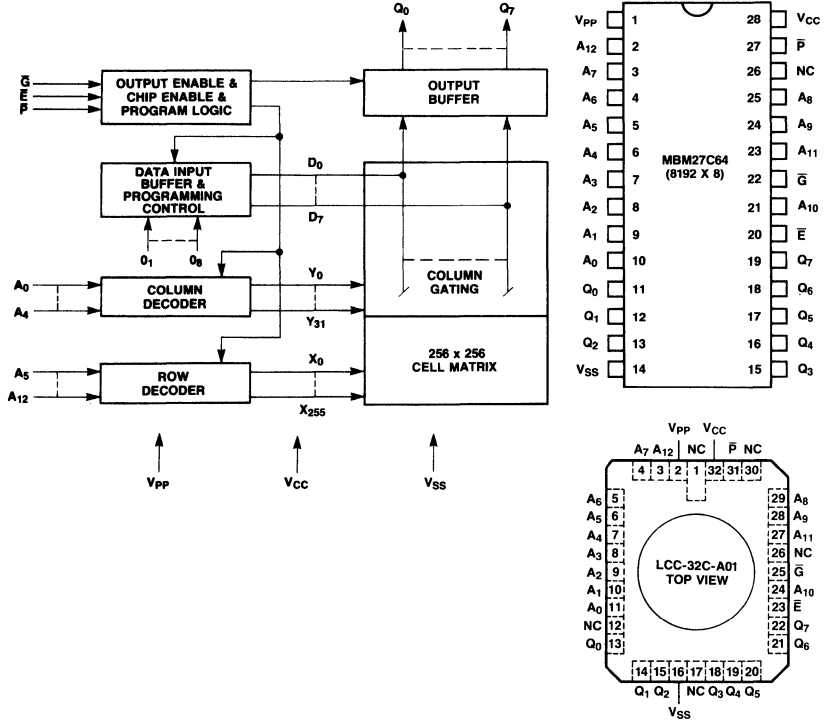 Q0 Q7
G̅
E̅
P̅
OUTPUT ENABLE &
CHIP ENABLE &
PROGRAM LOGIC
OUTPUT
BUFFER
DATA INPUT
BUFFER &
PROGRAMMING
CONTROL
D0
D7
01 08
A0
A4
COLUMN
DECODER
Y0
Y31
COLUMN
GATING
A5
A12
ROW
DECODER
X0
X255
256 x 256
CELL MATRIX
VPP VCC VSS
VPP 1 28 VCC
A12 2 27 P̅
A7 3 26 NC
A6 4 25 A8
A5 5 24 A9
A4 6 23 A11
MBM27C64
(8192 X 8)
A3 7 22 G̅
A2 8 21 A10
A1 9 20 E̅
A0 10 19 Q7
Q0 11 18 Q6
Q1 12 17 Q5
Q2 13 16 Q4
VSS 14 15 Q3
VPP VCC
A7 A12 NC P̅ NC
4 3 2 1 32 31 30
A6 5 29 A8
A5 6 28 A9
A4 7 27 A11
A3 8 26 NC
A2 9 25 G̅
A1 10 24 A10
A0 11 23 E̅
NC 12 22 Q7
Q0 13 21 Q6
LCC-32C-A01
TOP VIEW
14 15 16 17 18 19 20
Q1 Q2 NC Q3 Q4 Q5
VSS